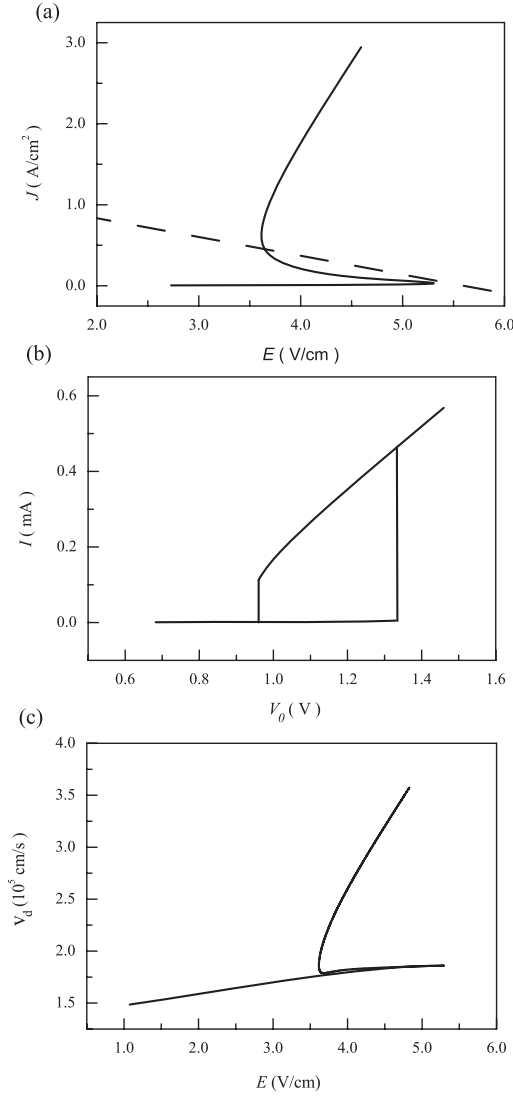 (a)
3.0
2.0
1.0
0.0
J ( A/cm²)
2.0 3.0 4.0 5.0 6.0
E ( V/cm)
(b)
0.6
0.4
0.2
0.0
I ( mA)
0.6 0.8 1.0 1.2 1.4 1.6
V₀ ( V)
(c)
4.0
3.5
3.0
2.5
2.0
1.5
V_d (10⁵ cm/s)
1.0 2.0 3.0 4.0 5.0 6.0
E (V/cm)